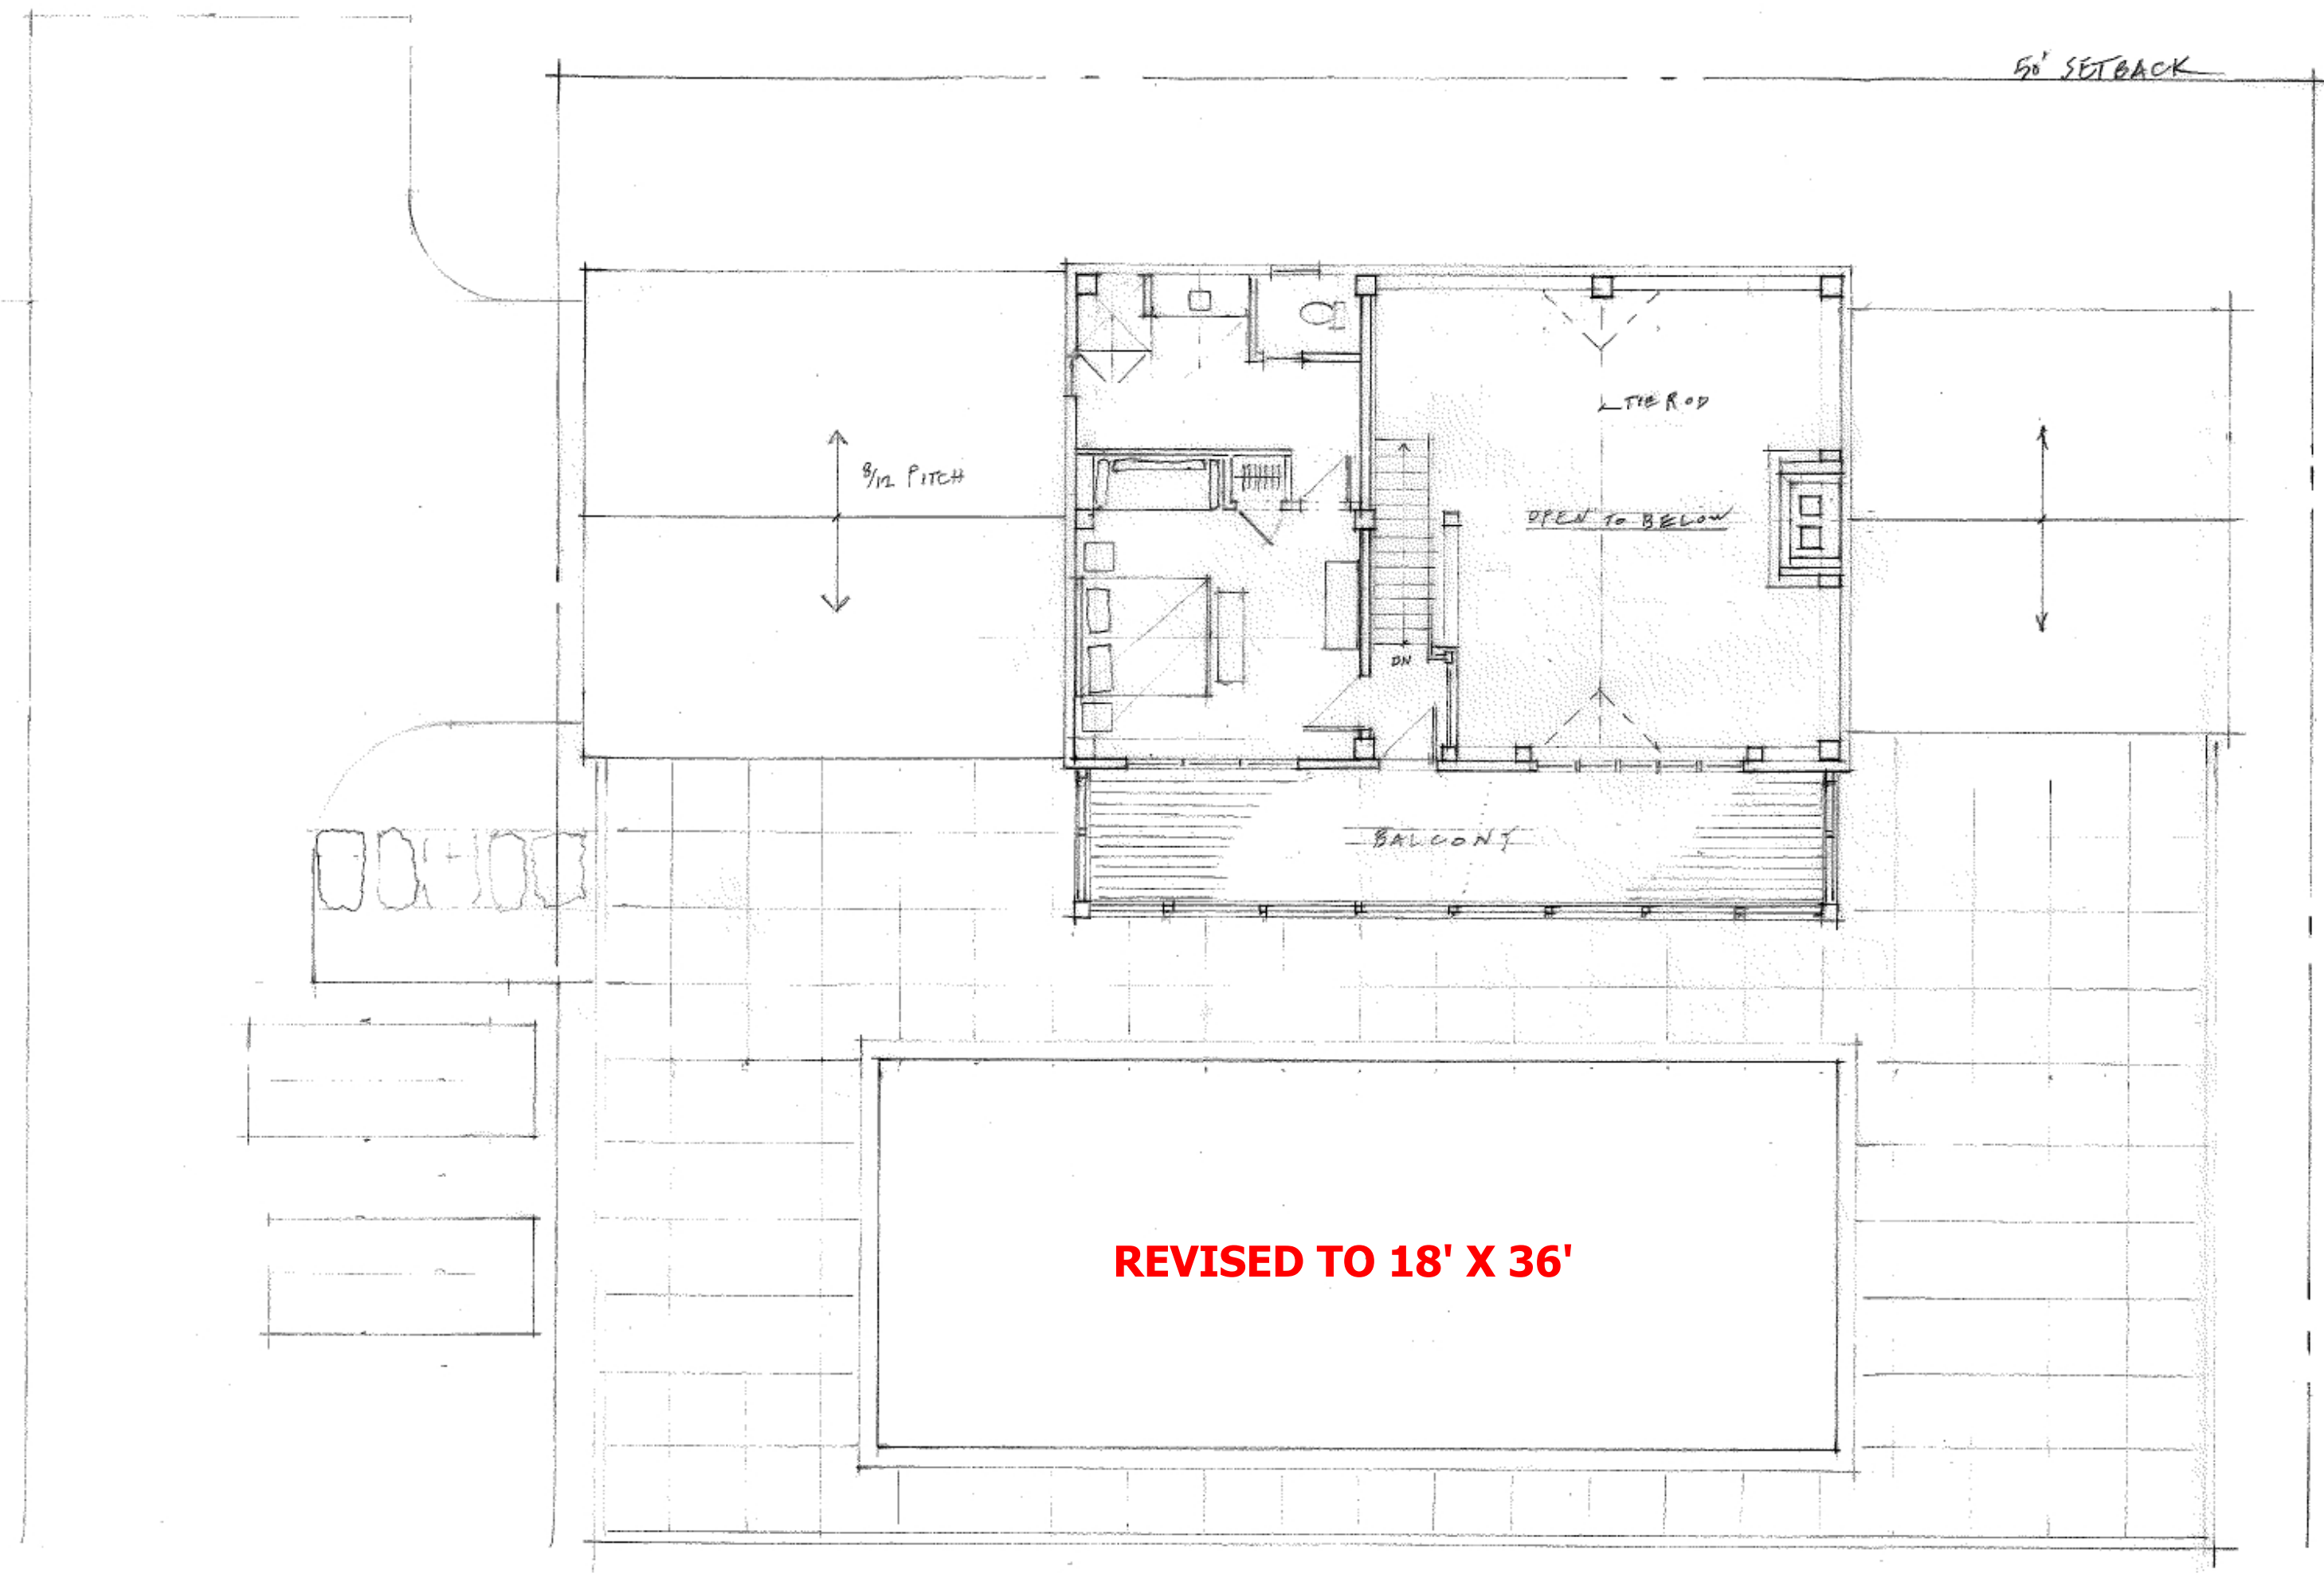 50' SETBACK
TIE ROD
8/12 PITCH
OPEN TO BELOW
DN
BALCONY
REVISED TO 18' X 36'